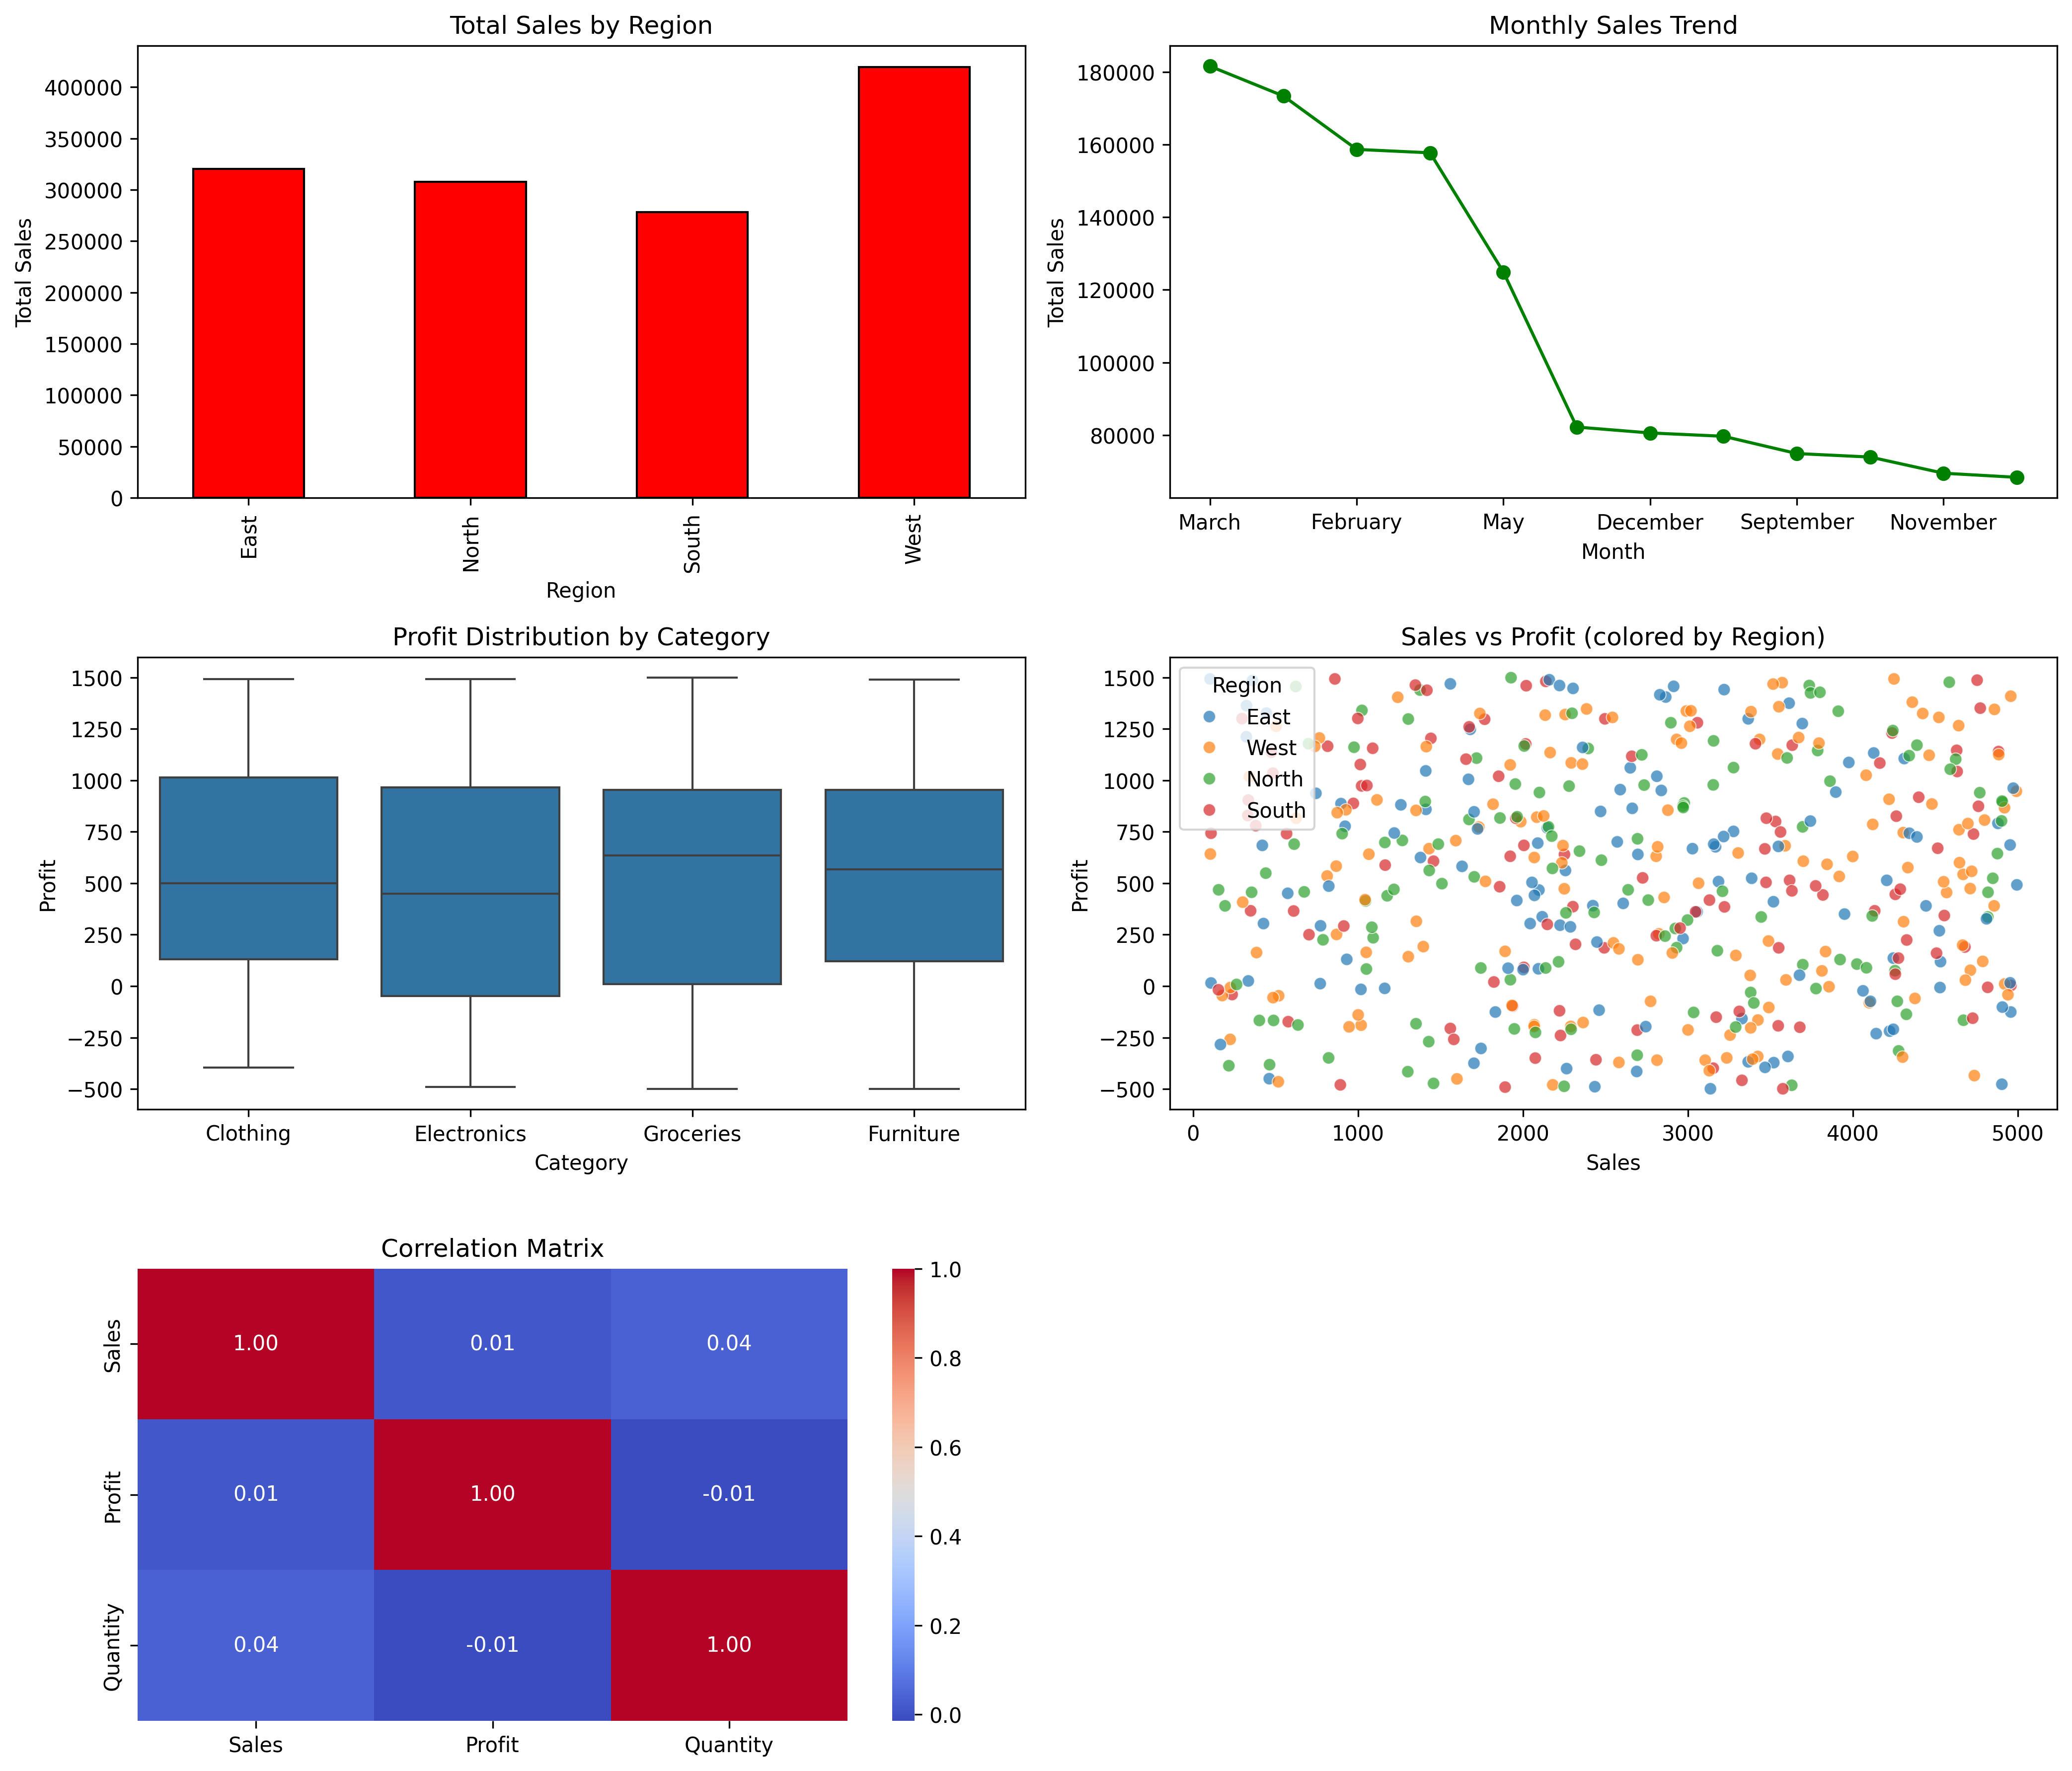 Total Sales by Region
Total Sales
400000
350000
300000
250000
200000
150000
100000
50000
0
East
North
South
West
Region
Monthly Sales Trend
Total Sales
180000
160000
140000
120000
100000
80000
March
February
May
December
September
November
Month
Profit Distribution by Category
Profit
1500
1250
1000
750
500
250
0
−250
−500
Clothing
Electronics
Groceries
Furniture
Category
Sales vs Profit (colored by Region)
Profit
1500
1250
1000
750
500
250
0
−250
−500
Region
East
West
North
South
0
1000
2000
3000
4000
5000
Sales
Correlation Matrix
Sales
Profit
Quantity
1.00 0.01 0.04
0.01 1.00 -0.01
0.04 -0.01 1.00
Sales
Profit
Quantity
1.0
0.8
0.6
0.4
0.2
0.0